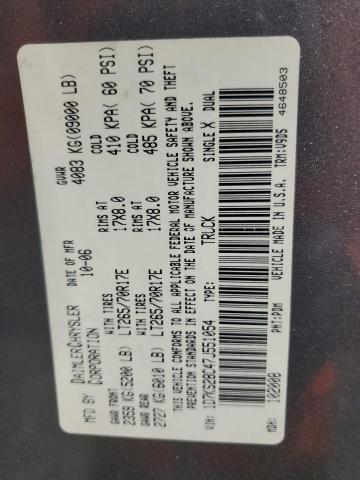 MFD BY DAIMLERCHRYSLER CORPORATION
DATE OF MFR 10-06
GVWR 4083 KG(09000 LB)
GAWR FRONT 2359 KG(5200 LB)
WITH TIRES LT265/70R17E
RIMS AT 17X8.0
COLD 410 KPA( 60 PSI)
GAWR REAR 2727 KG(6010 LB)
WITH TIRES LT265/70R17E
RIMS AT 17X8.0
COLD 485 KPA( 70 PSI)
THIS VEHICLE CONFORMS TO ALL APPLICABLE FEDERAL MOTOR VEHICLE SAFETY AND THEFT
PREVENTION STANDARDS IN EFFECT ON THE DATE OF MANUFACTURE SHOWN ABOVE.
VIN: 1D7KS28C47J551054 TRUCK SINGLE X DUAL
MDH: 102008
PNT: PDM VEHICLE MADE IN U.S.A. TRM: V9D5
4648503